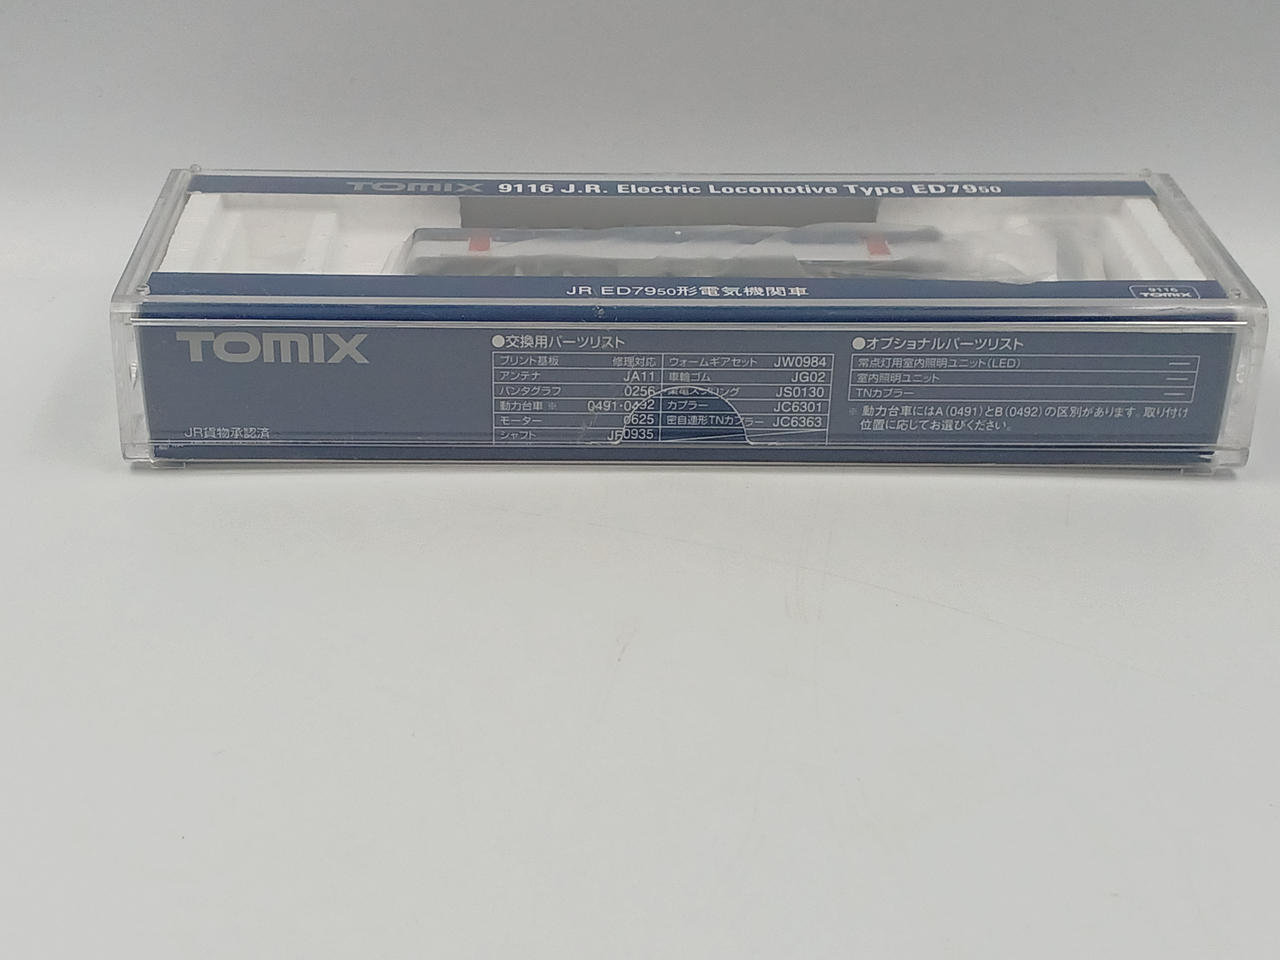 TOMIX 9116 J.R. Electric Locomotive Type ED7950
JR ED7950形電気機関車
9116
TOMIX
TOMIX
JR貨物承認済
●交換用パーツリスト
プリント基板 修理対応 ウォームギアセット JW0984
アンテナ JA11 車輪ゴム JG02
パンタグラフ 0256 JS0130
動力台車 ※ 0491・0492 カプラー JC6301
モーター 0625 密自連形TNカプラー JC6363
シャフト JF0935
●オプショナルパーツリスト
常点灯用室内照明ユニット(LED) —
室内照明ユニット —
TNカプラー —
※ 動力台車にはA(0491)とB(0492)の区別があります。取り付け
位置に応じてお選びください。